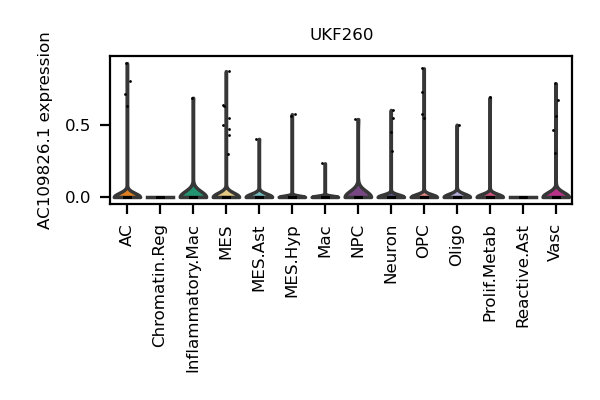 UKF260
AC109826.1 expression
0.5
0.0
AC
Chromatin.Reg
Inflammatory.Mac
MES
MES.Ast
MES.Hyp
Mac
NPC
Neuron
OPC
Oligo
Prolif.Metab
Reactive.Ast
Vasc